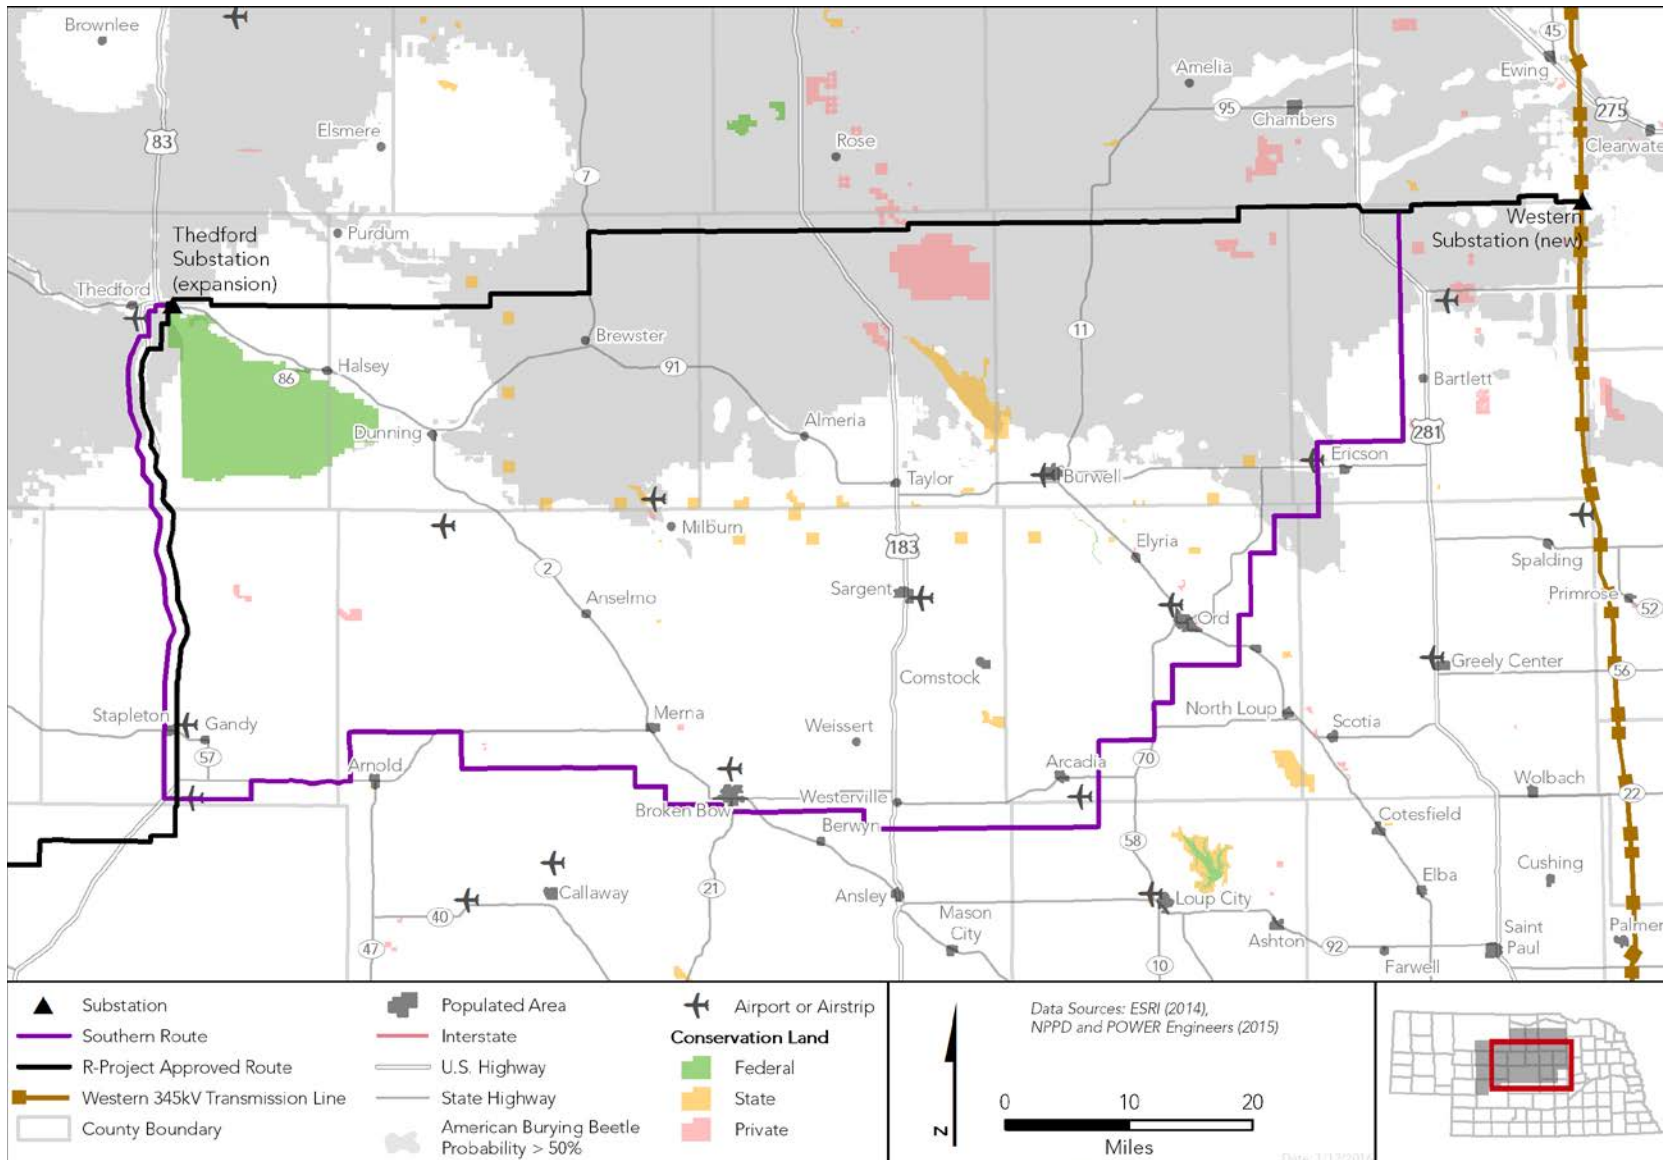 Brownlee
45
Ewing
Amelia
275
95
Chambers
Clearwater
Elsmere
83
Rose
7
Purdum
Thedford
Substation
(expansion)
Western
Substation (new)
Thedford
11
Brewster
Halsey
86
91
Bartlett
Dunning
Almeria
281
Ericson
Taylor
Burwell
Milburn
183
Elyria
Spalding
2
Sargent
Anselmo
Primrose
52
Ord
Greely Center
56
Comstock
Stapleton
Gandy
Merna
Weissert
North Loup
Scotia
57
Arnold
Arcadia
70
Wolbach
22
Broken Bow
Westerville
Berwyn
58
Cotesfield
Cushing
Elba
21
Callaway
Ansley
Loup City
40
Mason
City
Saint
Paul
Palmer
47
Ashton
92
Farwell
10
Substation
Southern Route
R-Project Approved Route
Western 345kV Transmission Line
County Boundary
Populated Area
Interstate
U.S. Highway
State Highway
American Burying Beetle
Probability > 50%
Airport or Airstrip
Conservation Land
Federal
State
Private
N
Data Sources: ESRI (2014),
NPPD and POWER Engineers (2015)
0 10 20
Miles